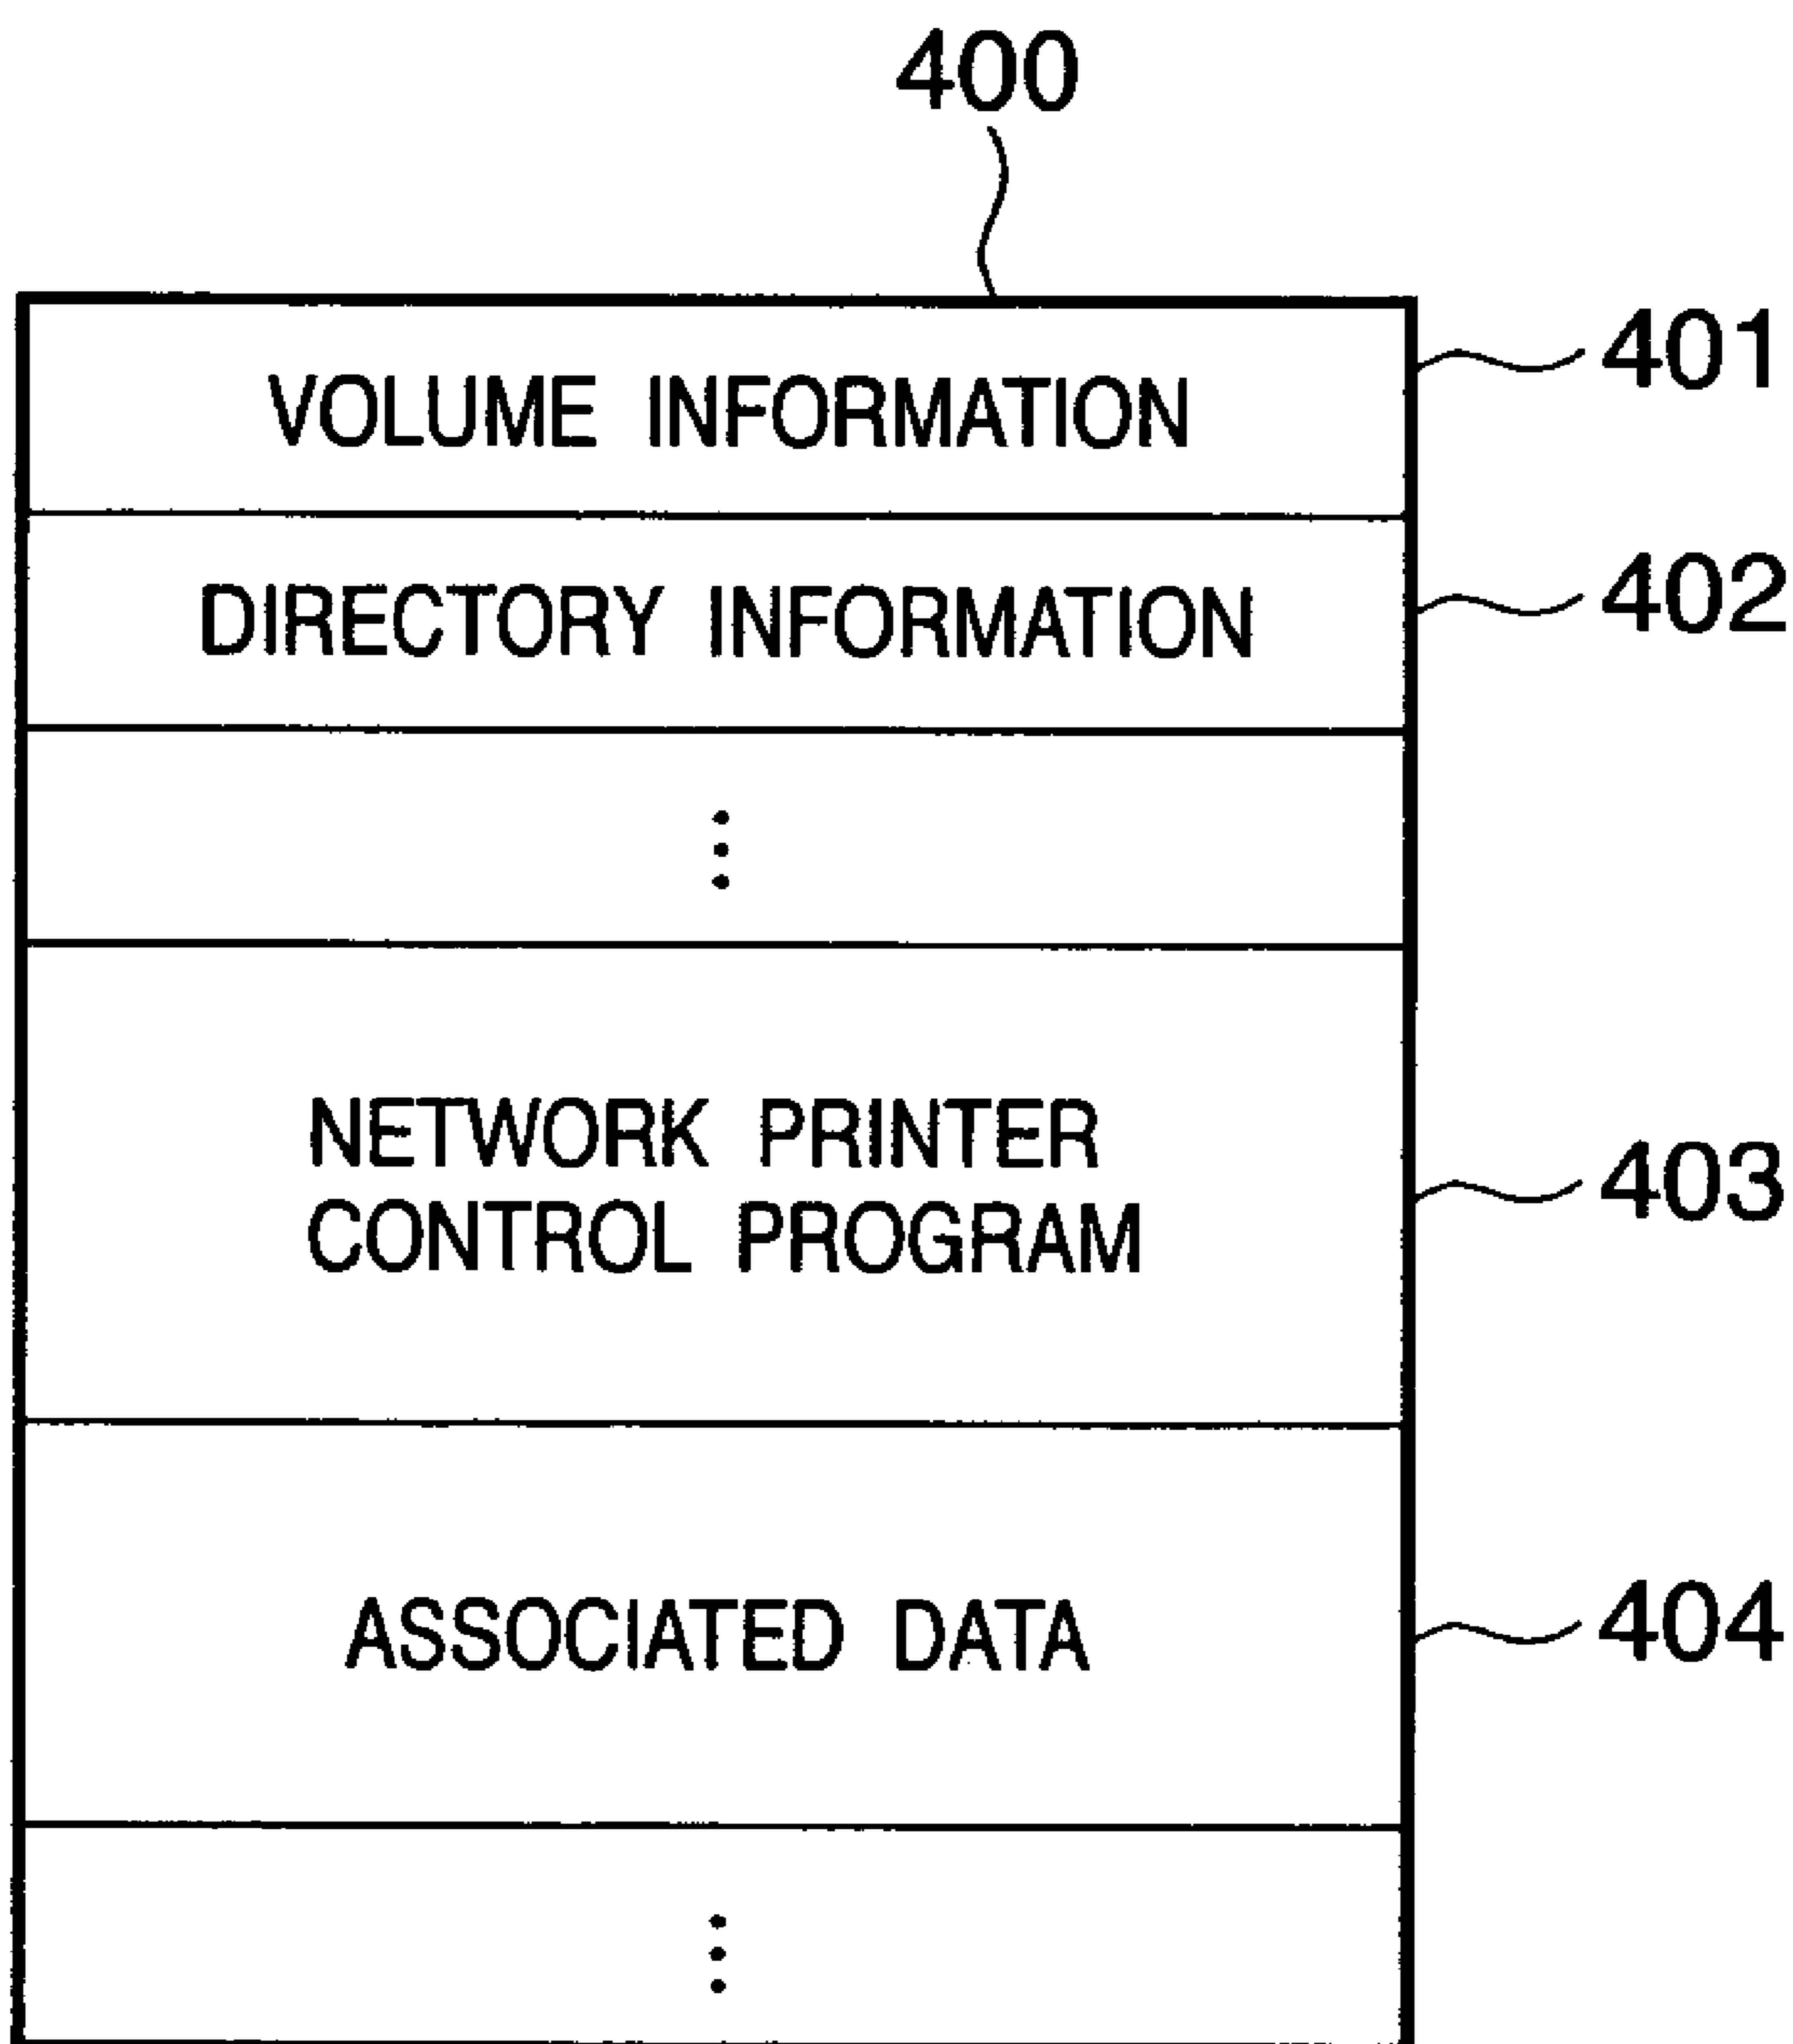 400
VOLUME INFORMATION 401
DIRECTORY INFORMATION 402
NETWORK PRINTER
CONTROL PROGRAM
403
ASSOCIATED DATA 404